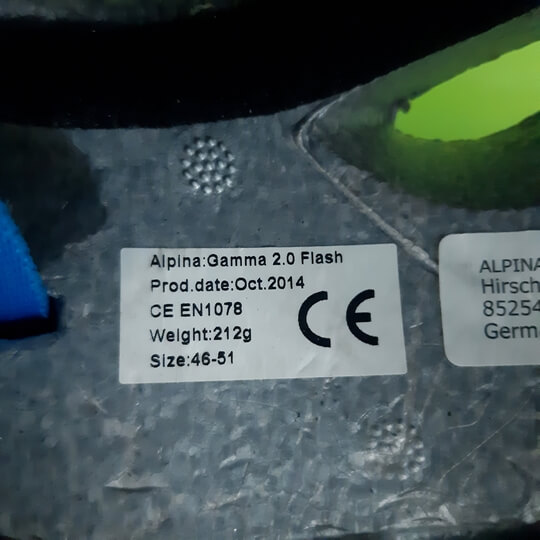 Alpina:Gamma 2.0 Flash
Prod.date:Oct.2014
CE EN1078
Weight:212g
Size:46-51
CE
ALPINA
Hirsch
85254
Germ